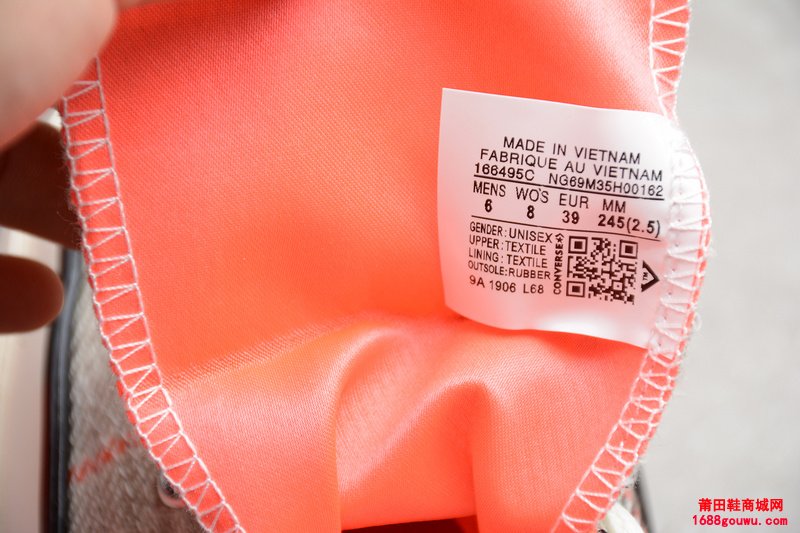 MADE IN VIETNAM
FABRIQUE AU VIETNAM
166495C NG69M35H00162
MENS WO'S EUR MM
6 8 39 245(2.5)
GENDER:UNISEX
UPPER:TEXTILE
LINING:TEXTILE
OUTSOLE:RUBBER
9A 1906 L68
CONVERSE
TM
莆田鞋商城网
1688gouwu.com